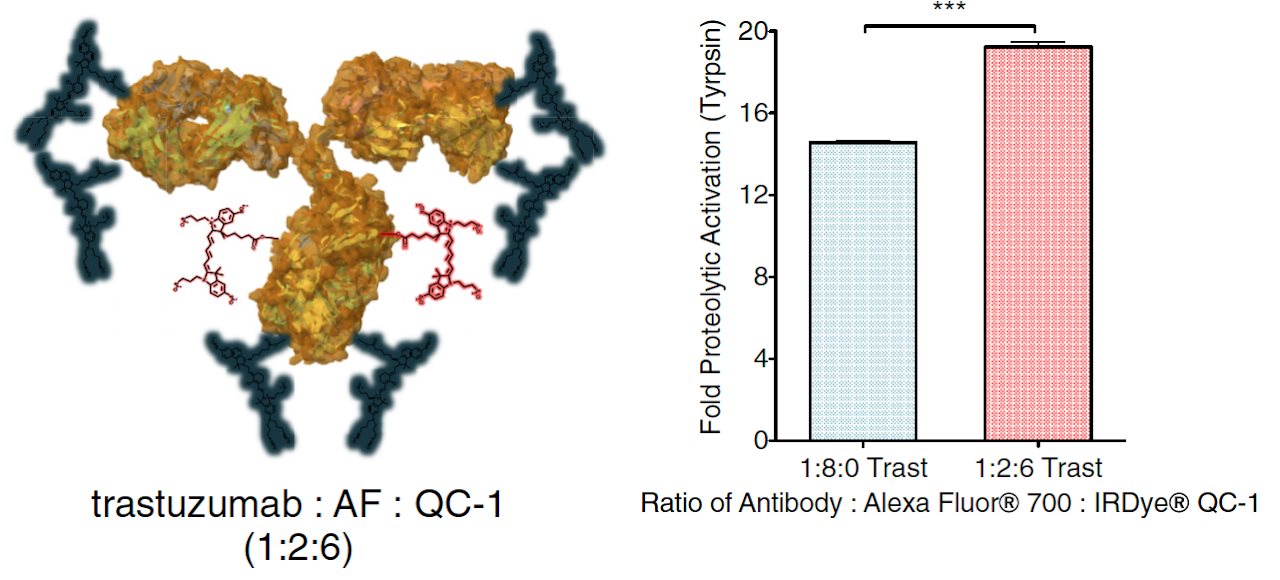 trastuzumab : AF : QC-1
(1:2:6)
***
Fold Proteolytic Activation (Tyrpsin)
20
16
12
8
4
0
1:8:0 Trast
1:2:6 Trast
Ratio of Antibody : Alexa Fluor® 700 : IRDye® QC-1